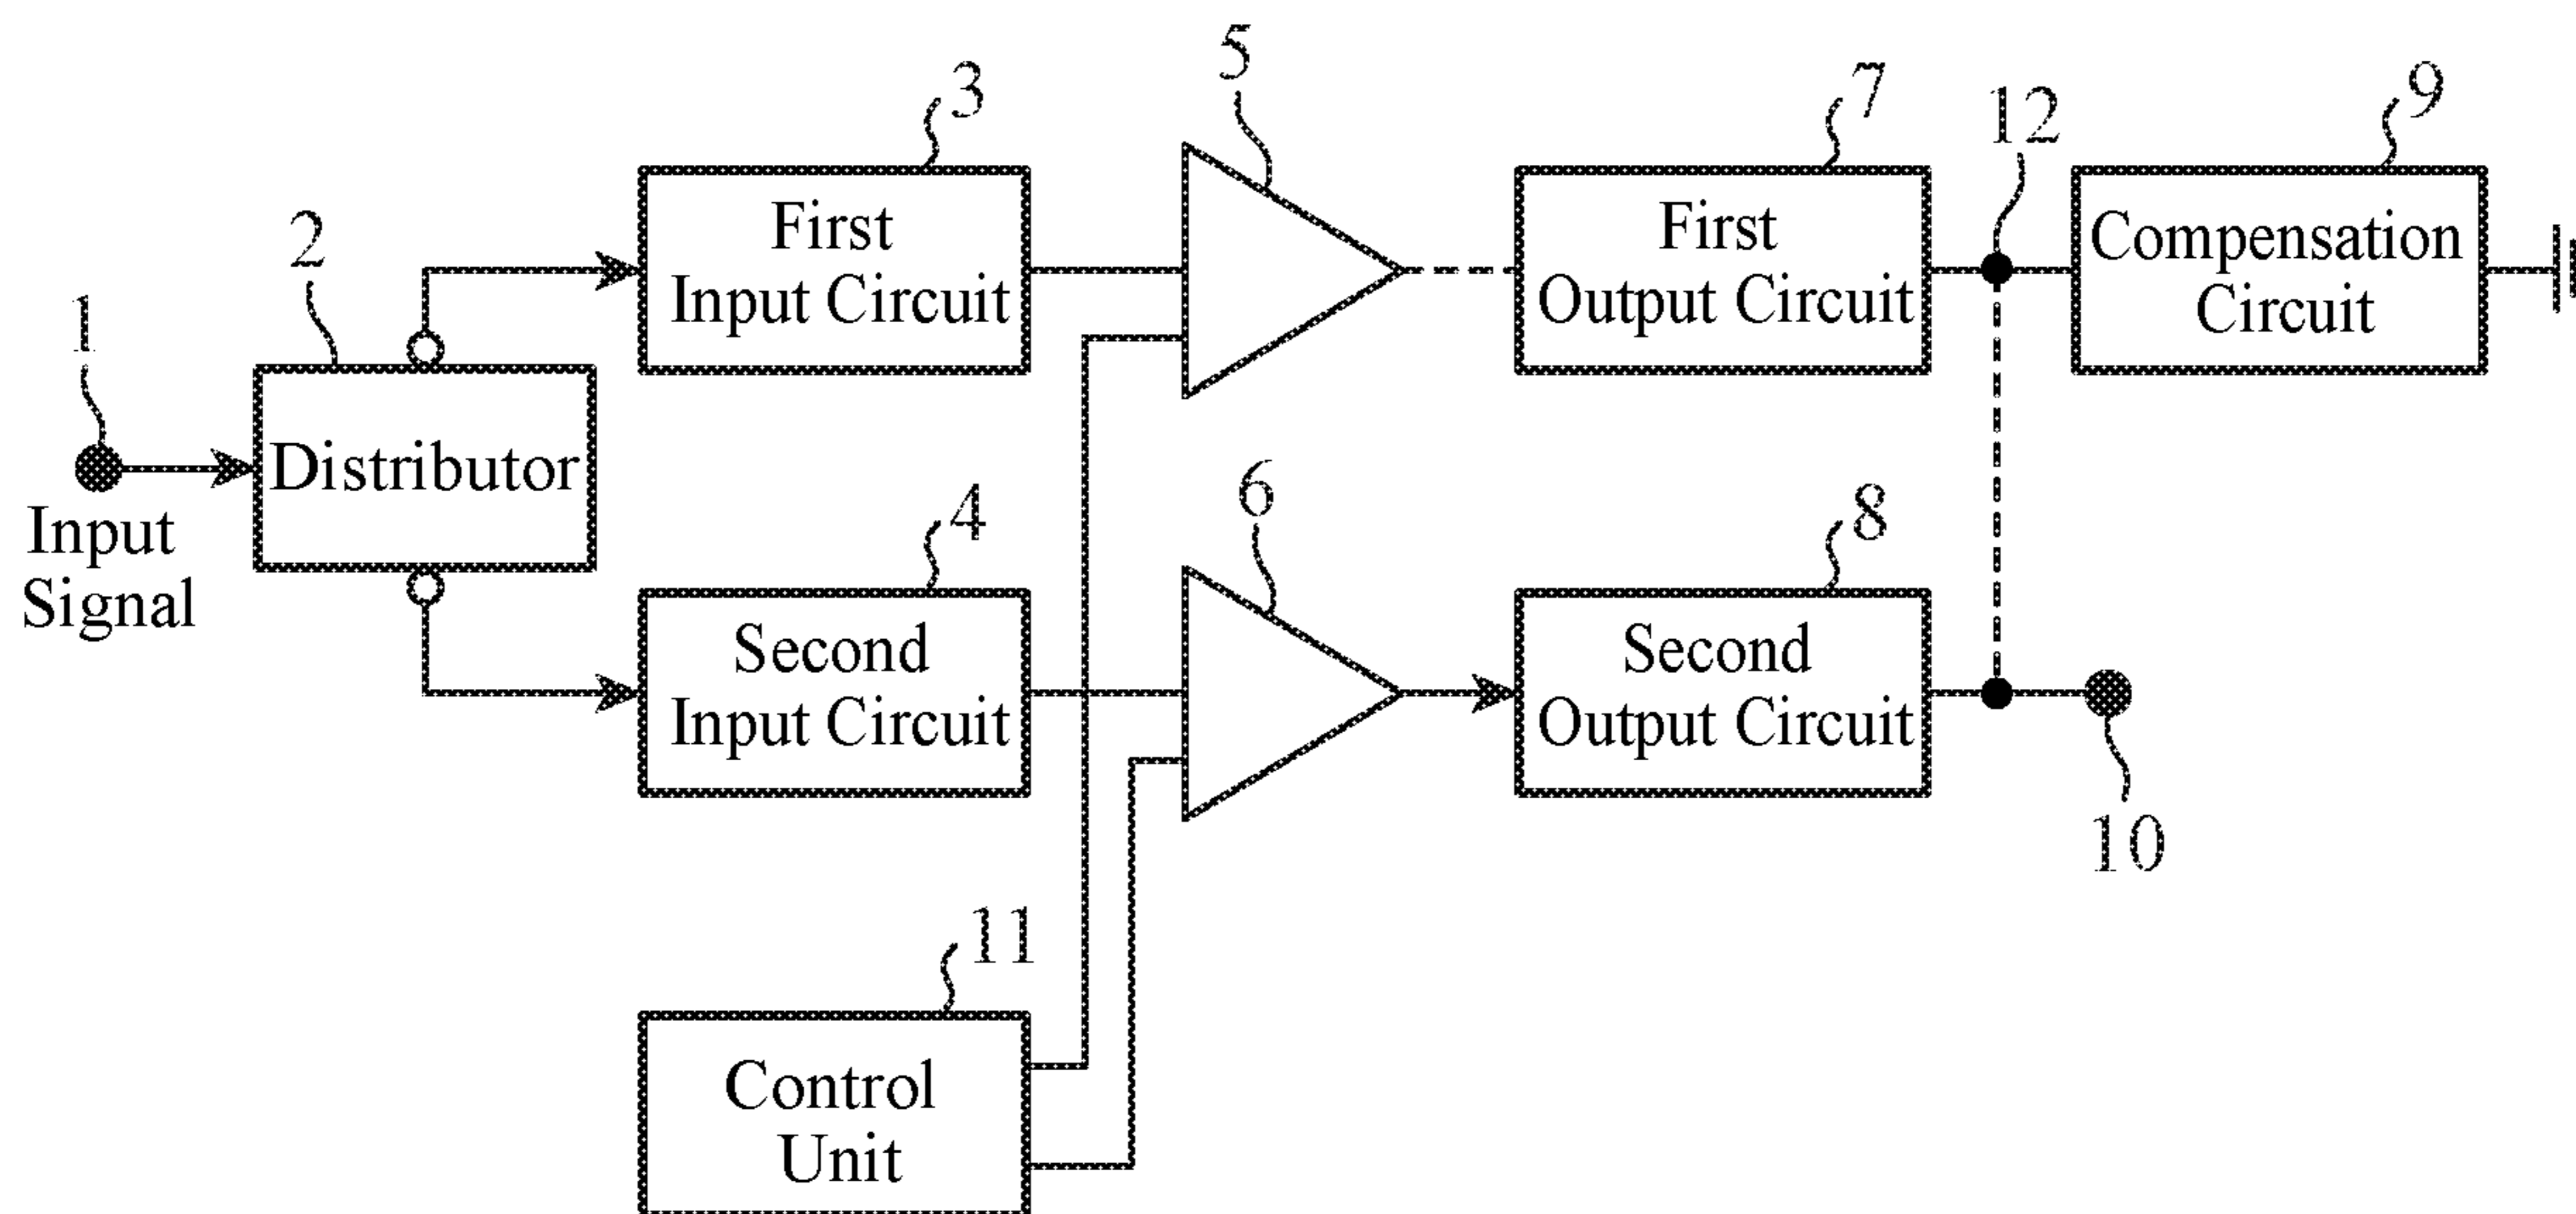 5
3
7
12
9
First
Input Circuit
First
Output Circuit
Compensation
Circuit
2
1
Distributor
Input
Signal
4
6
8
Second
Input Circuit
Second
Output Circuit
10
11
Control
Unit